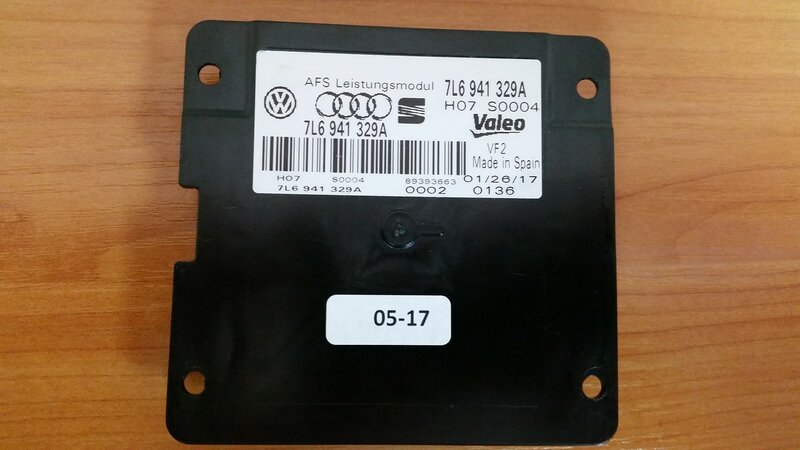 AFS Leistungsmodul
7L6 941 329A
H07 S0004
7L6 941 329A
Valeo
VF2
Made in Spain
H07 S0004 89393663 01/26/17
7L6 941 329A 0002 0136
05-17